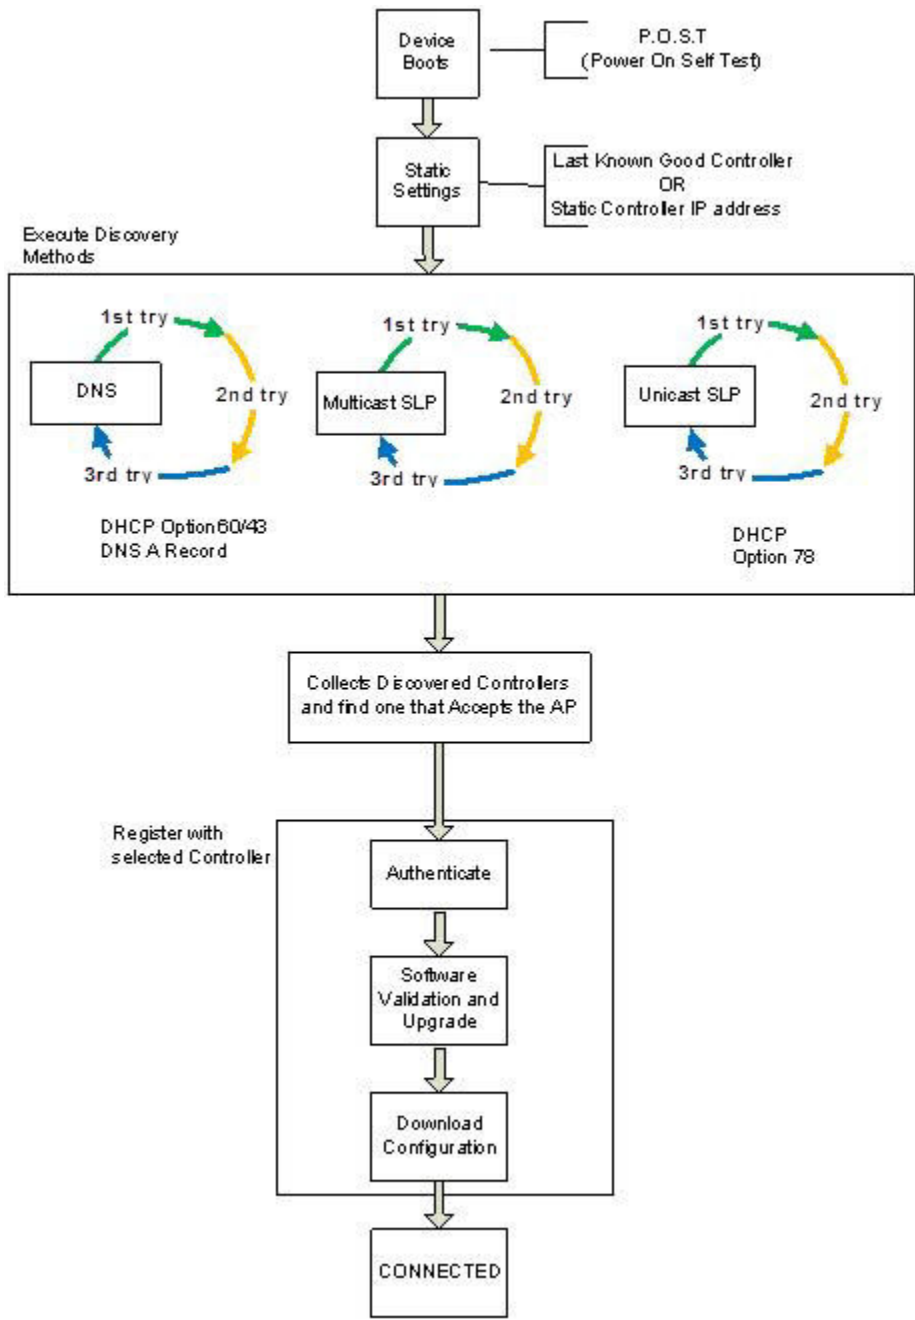 Device
Boots
P.O.S.T
(Power On Self Test)
Static
Settings
Last Known Good Controller
OR
Static Controller IP address
Execute Discovery
Methods
1st try
DNS
2nd try
3rd try
DHCP Option 60/43
DNS A Record
1st try
Multicast SLP
2nd try
3rd try
1st try
Unicast SLP
2nd try
3rd try
DHCP
Option 78
Collects Discovered Controllers
and find one that Accepts the AP
Register with
selected Controller
Authenticate
Software
Validation and
Upgrade
Download
Configuration
CONNECTED